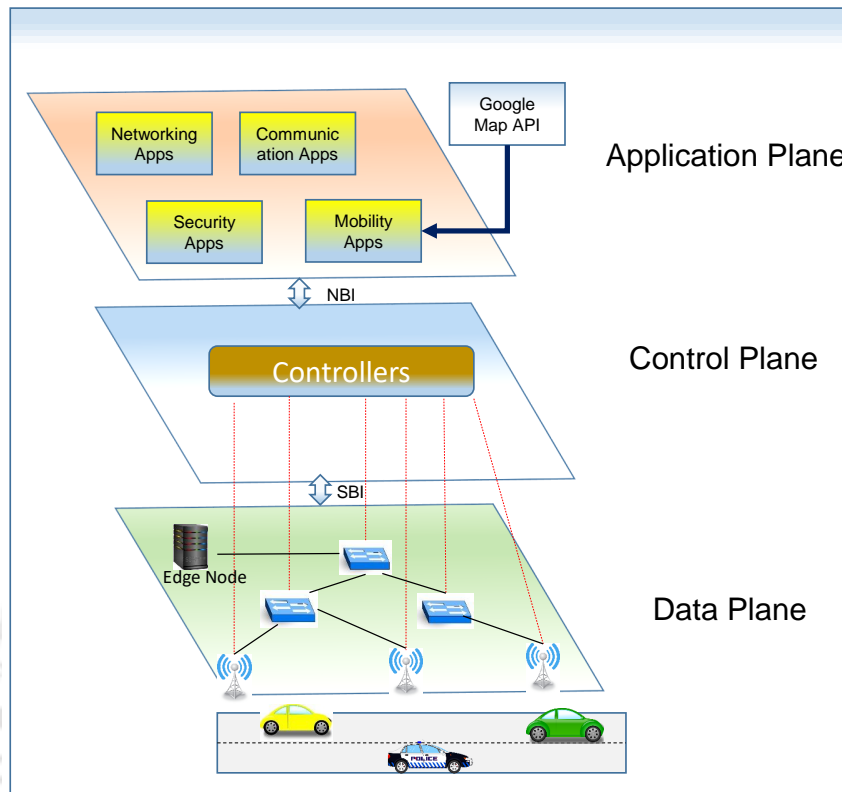 Networking
Apps
Communic
ation Apps
Google
Map API
Application Plane
Security
Apps
Mobility
Apps
NBI
Controllers
Control Plane
SBI
Edge Node
Data Plane
POLICE